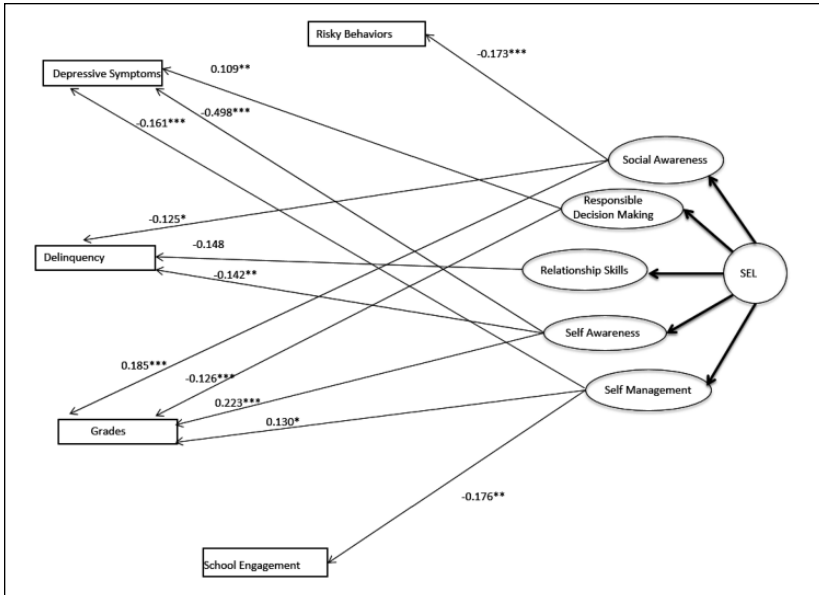 Risky Behaviors
-0.173***
Depressive Symptoms
0.109**
-0.498***
-0.161***
Social Awareness
Responsible
Decision Making
-0.125*
-0.148
Delinquency
Relationship Skills
SEL
-0.142**
Self Awareness
0.185***
-0.126***
Self Management
0.223***
0.130*
Grades
-0.176**
School Engagement